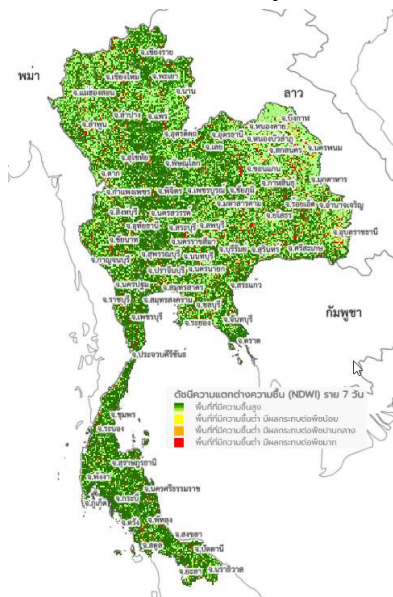 จ.เชียงราย
พม่า
จ.เชียงใหม่
จ.พะเยา
ลาว
จ.แม่ฮ่องสอน
จ.น่าน
จ.บึงกาฬ
จ.ลำปาง
จ.แพร่
จ.ลำพูน
จ.หนองคาย
จ.อุตรดิตถ์
จ.อุดรธานี
จ.หนองบัวลำภู
จ.เลย
จ.สกลนคร
จ.นครพนม
จ.สุโขทัย
จ.พิษณุโลก
จ.ขอนแก่น
จ.ตาก
จ.กาฬสินธุ์
จ.มุกดาหาร
จ.กำแพงเพชร
จ.พิจิตร
จ.เพชรบูรณ์
จ.ชัยภูมิ
จ.มหาสารคาม
จ.ร้อยเอ็ด
จ.อำนาจเจริญ
จ.สิงห์บุรี
จ.นครสวรรค์
จ.ยโสธร
จ.อุทัยธานี
จ.สระบุรี
จ.ลพบุรี
จ.อุบลราชธานี
จ.ชัยนาท
จ.นครราชสีมา
จ.บุรีรัมย์
จ.สุรินทร์
จ.ศรีสะเกษ
จ.กาญจนบุรี
จ.สุพรรณบุรี
จ.นนทบุรี
จ.ปราจีนบุรี
จ.นครนายก
จ.นครปฐม
จ.สมุทรสาคร
จ.สระแก้ว
จ.ราชบุรี
จ.สมุทรสงคราม
จ.ชลบุรี
จ.เพชรบุรี
จ.ระยอง
จ.จันทบุรี
กัมพูชา
จ.ตราด
จ.ประจวบคีรีขันธ์
ดัชนีความแตกต่างความชื้น (NDWI) ราย 7 วัน
พื้นที่ที่มีความชื้นสูง
พื้นที่ที่มีความชื้นต่ำ มีผลกระทบต่อพืชน้อย
พื้นที่ที่มีความชื้นต่ำ มีผลกระทบต่อพืชปานกลาง
พื้นที่ที่มีความชื้นต่ำ มีผลกระทบต่อพืชมาก
จ.ชุมพร
จ.ระนอง
จ.สุราษฎร์ธานี
จ.พังงา
จ.นครศรีธรรมราช
จ.กระบี่
จ.ภูเก็ต
จ.ตรัง
จ.พัทลุง
จ.สงขลา
จ.สตูล
จ.ปัตตานี
จ.ยะลา
จ.นราธิวาส